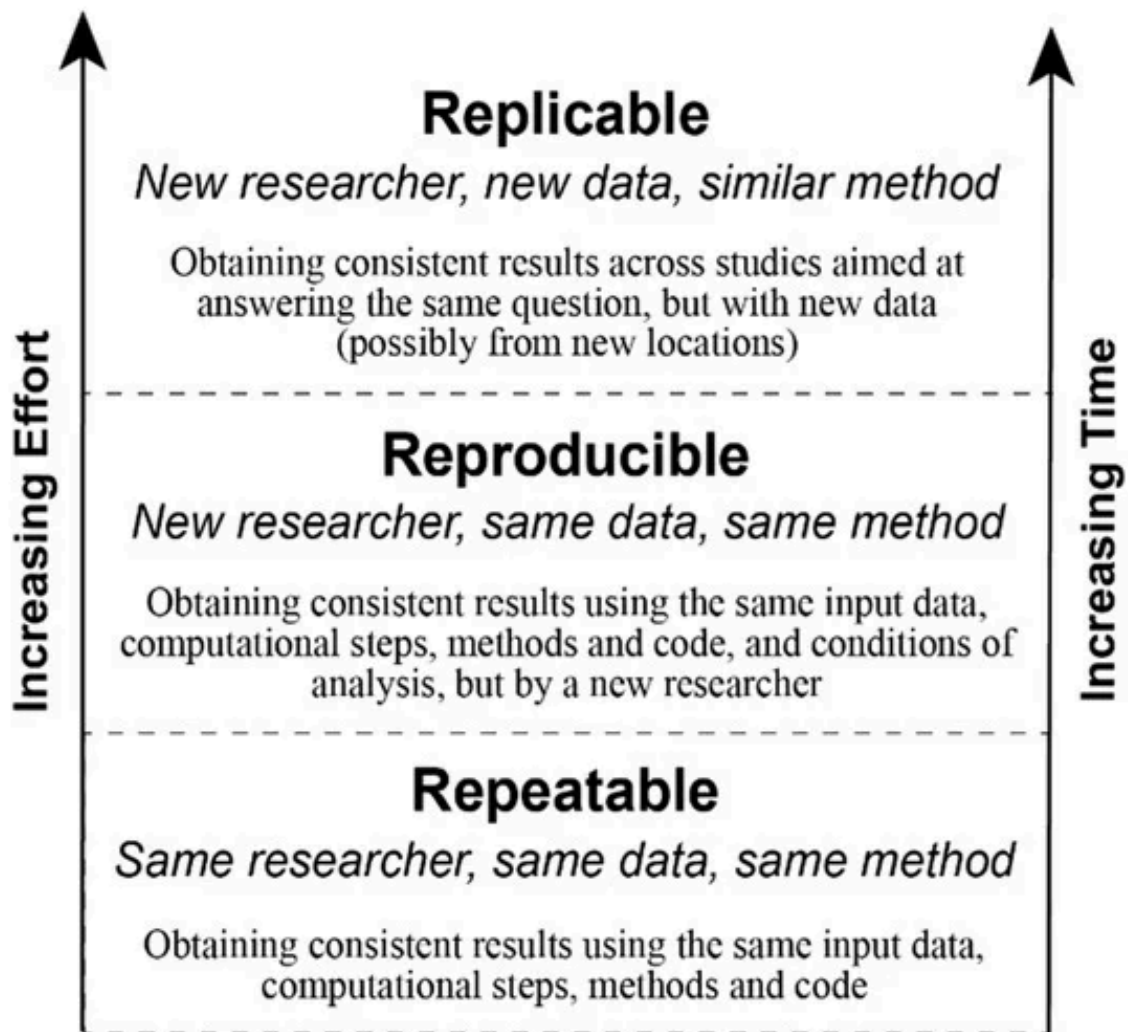 Replicable
New researcher, new data, similar method
Obtaining consistent results across studies aimed at
answering the same question, but with new data
(possibly from new locations)
Reproducible
New researcher, same data, same method
Obtaining consistent results using the same input data,
computational steps, methods and code, and conditions of
analysis, but by a new researcher
Repeatable
Same researcher, same data, same method
Obtaining consistent results using the same input data,
computational steps, methods and code
Increasing Effort
Increasing Time